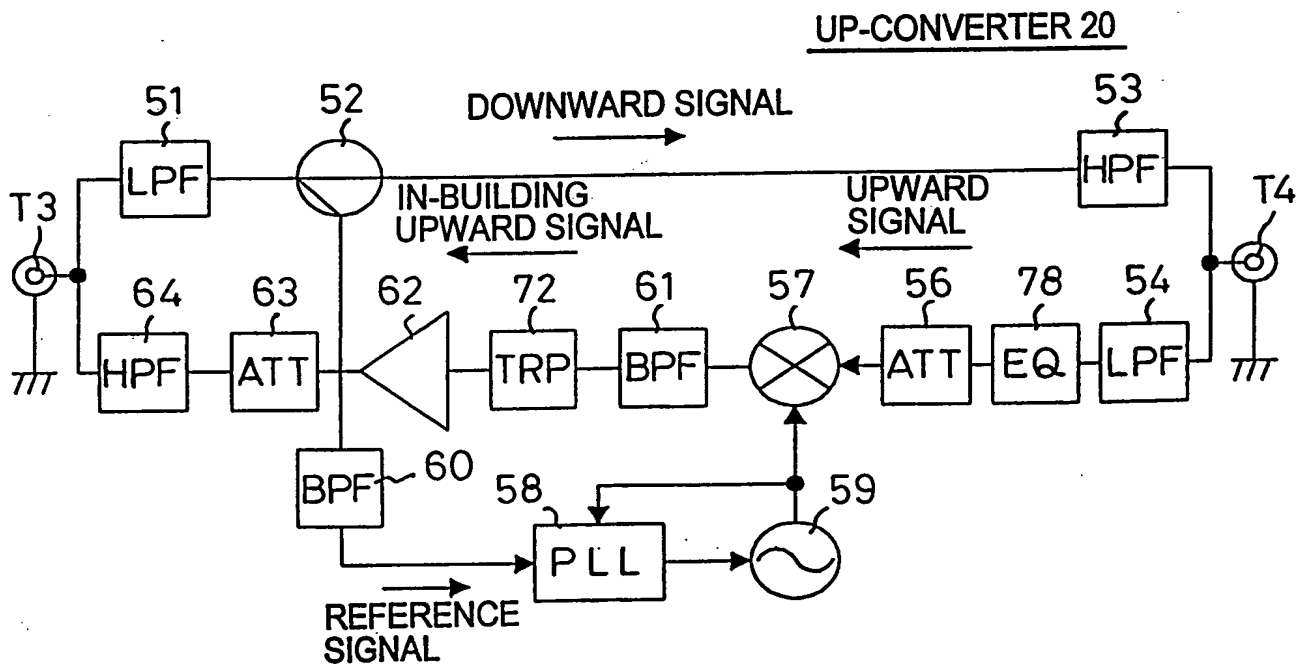 UP-CONVERTER 20
51
52
DOWNWARD SIGNAL
53
LPF
HPF
T3
IN-BUILDING
UPWARD SIGNAL
UPWARD
SIGNAL
T4
64
63
62
72
61
57
56
78
54
HPF
ATT
TRP
BPF
ATT
EQ
LPF
BPF
60
58
59
PLL
REFERENCE
SIGNAL